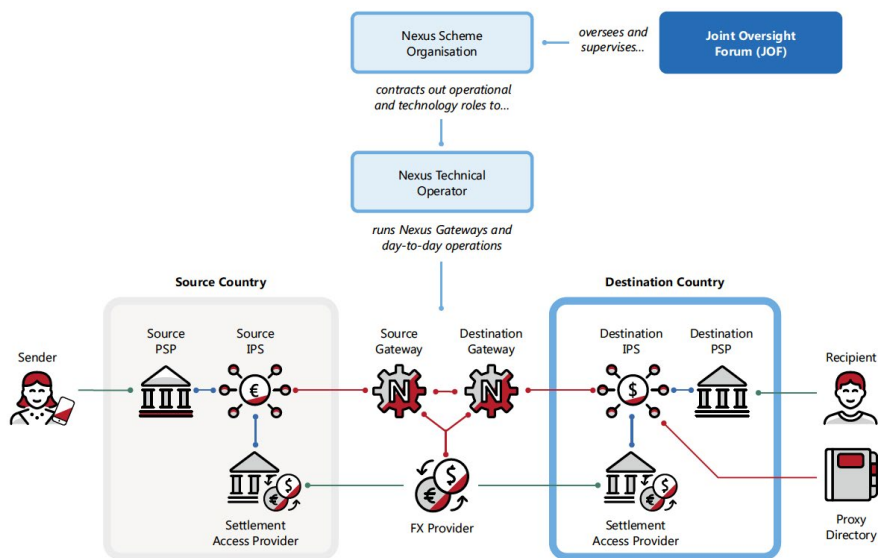 Nexus Scheme
Organisation
oversees and
supervises...
Joint Oversight
Forum (JOF)
contracts out operational
and technology roles to...
Nexus Technical
Operator
runs Nexus Gateways and
day-to-day operations
Source Country
Destination Country
Sender
Source
PSP
Source
IPS
€
Source
Gateway
N
Destination
Gateway
N
Destination
IPS
$
Destination
PSP
Recipient
$
€
Settlement
Access Provider
$
€
FX Provider
$
€
Settlement
Access Provider
Proxy
Directory